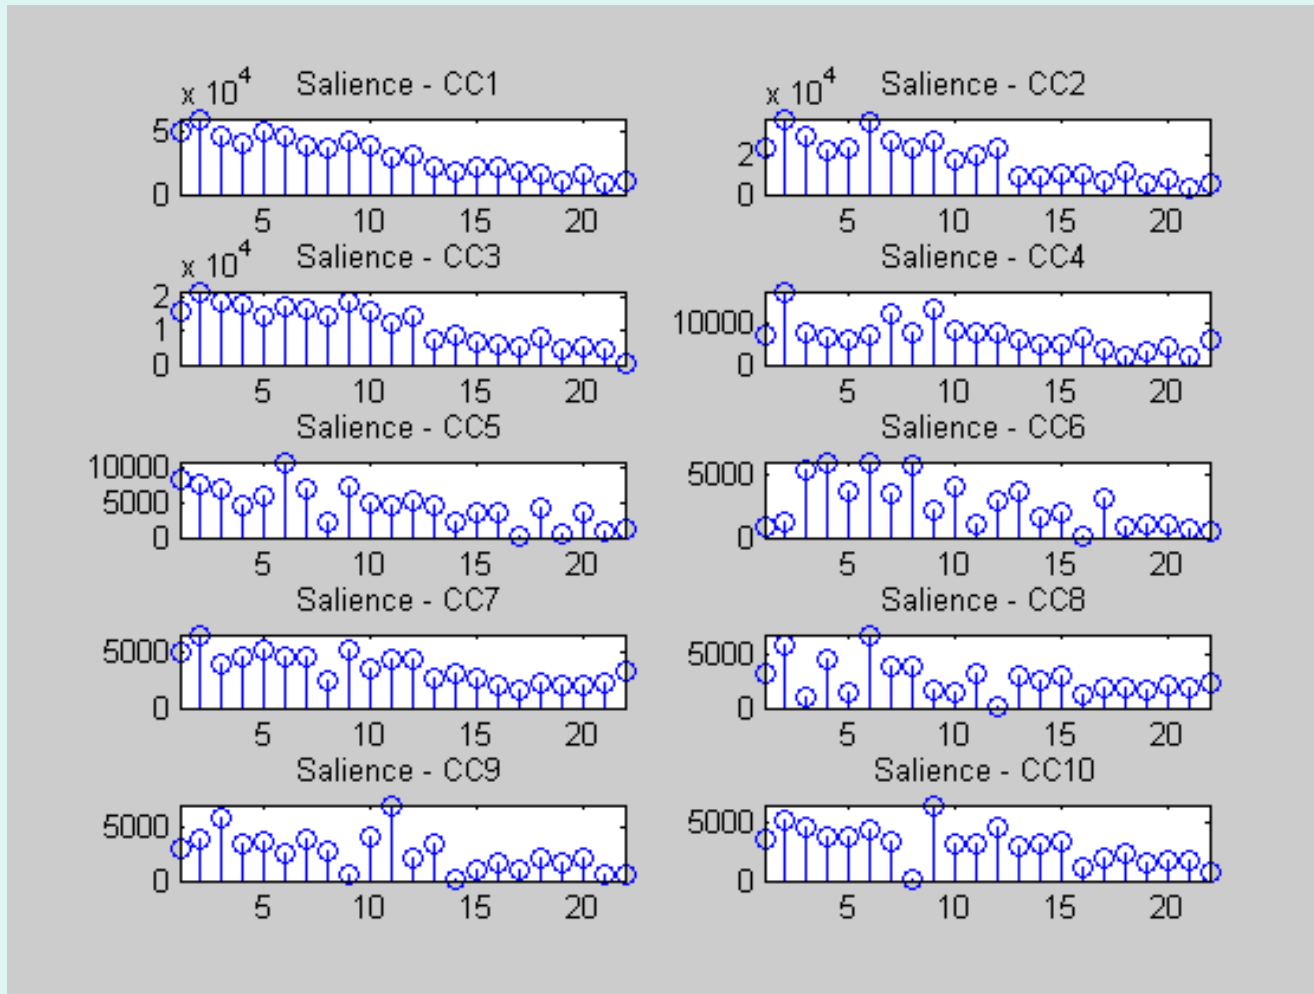 Salience - CC1
x 10^4
5
0
5 10 15 20
Salience - CC2
x 10^4
2
0
5 10 15 20
Salience - CC3
x 10^4
2
1
0
5 10 15 20
Salience - CC4
10000
0
5 10 15 20
Salience - CC5
10000
5000
0
5 10 15 20
Salience - CC6
5000
0
5 10 15 20
Salience - CC7
5000
0
5 10 15 20
Salience - CC8
5000
0
5 10 15 20
Salience - CC9
5000
0
5 10 15 20
Salience - CC10
5000
0
5 10 15 20